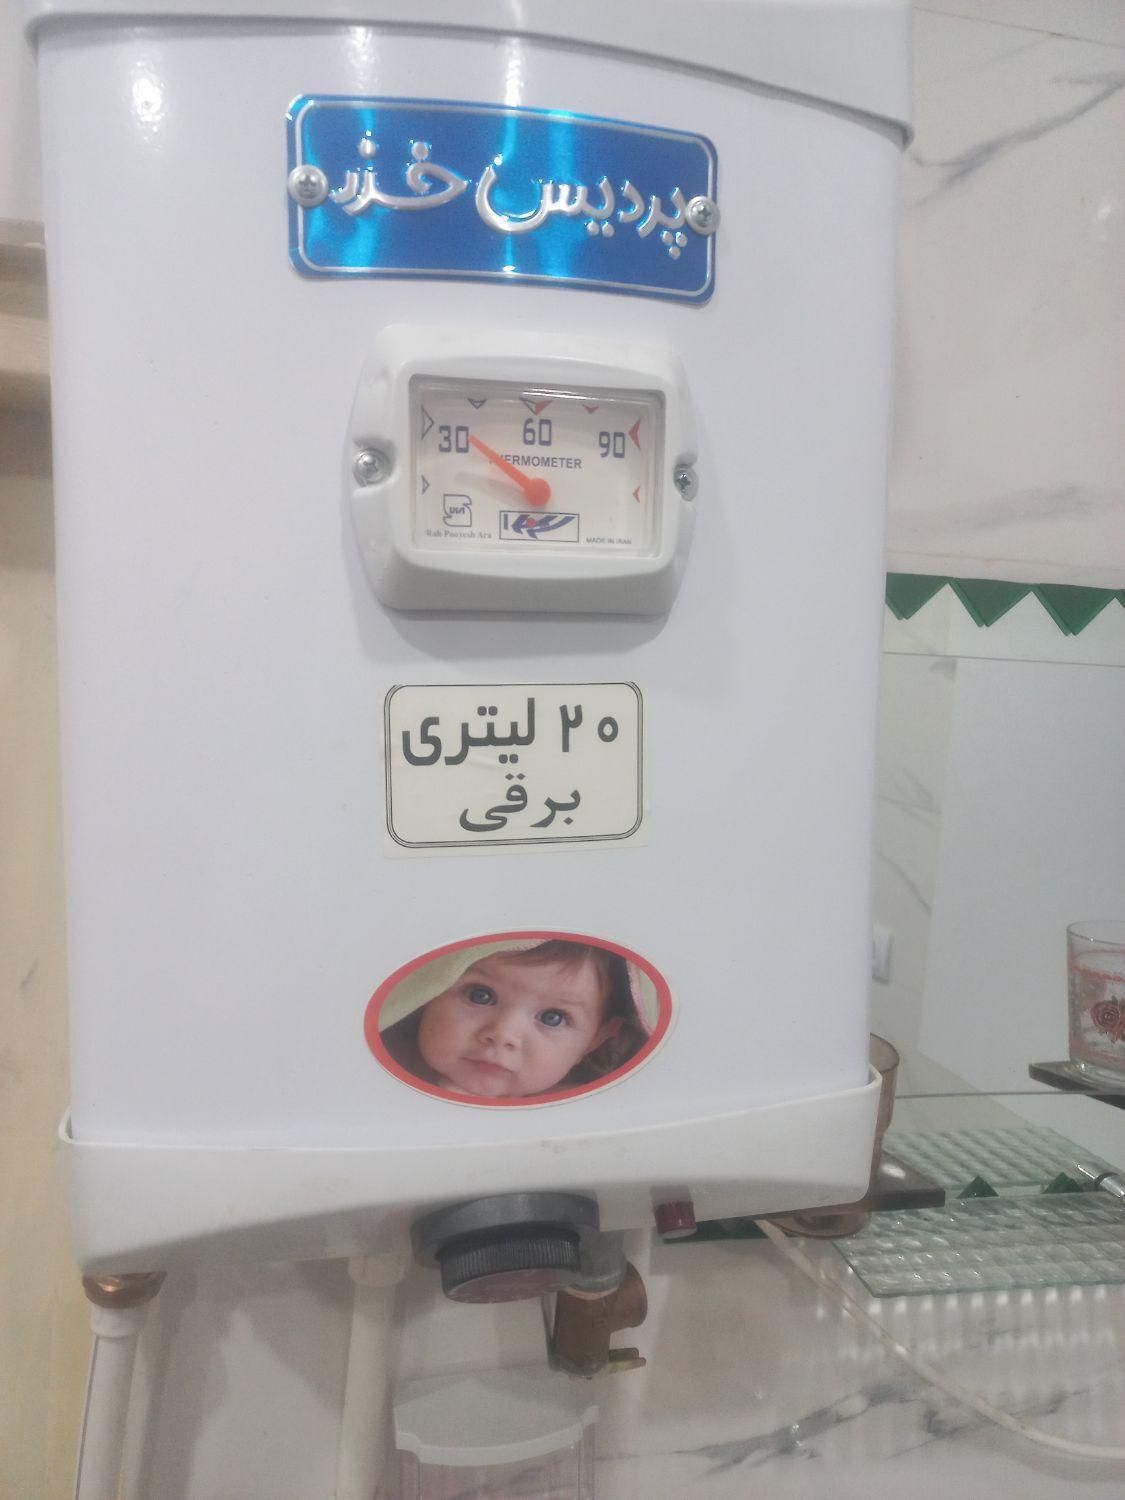 پردیس خزر
30 60 90
THERMOMETER
Rah Pooyesh Ara
MADE IN IRAN
۲۰ لیتری
برقی